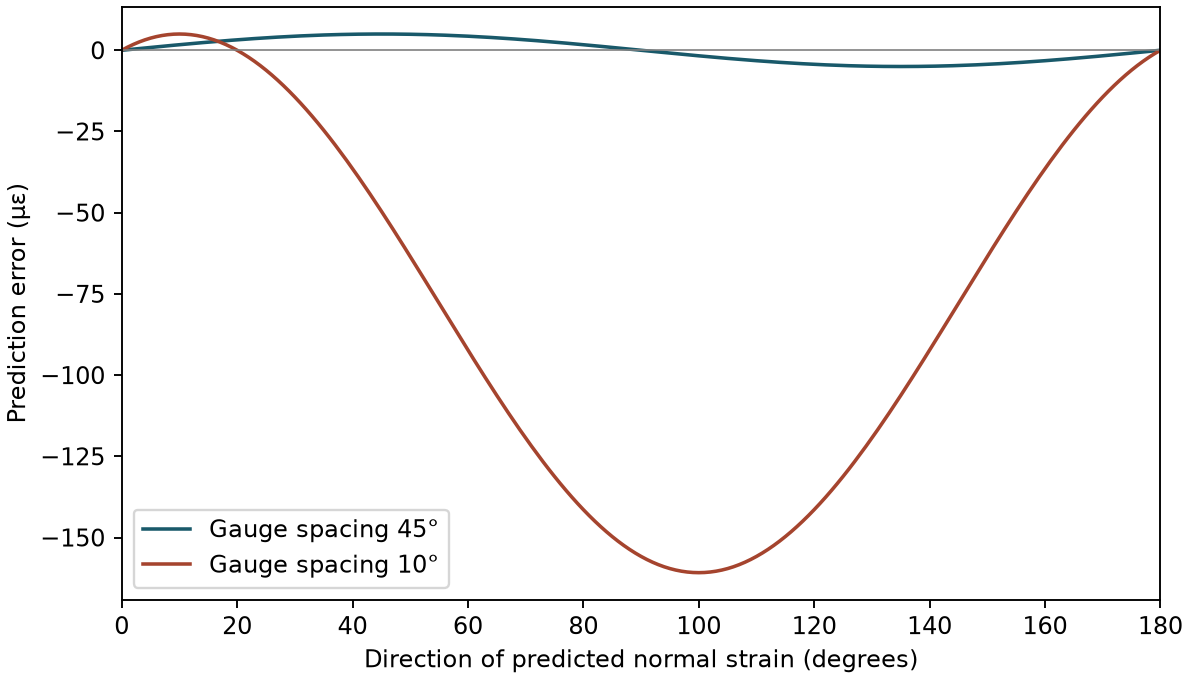 0
−25
−50
−75
−100
−125
−150
Prediction error (με)
Gauge spacing 45°
Gauge spacing 10°
0 20 40 60 80 100 120 140 160 180
Direction of predicted normal strain (degrees)